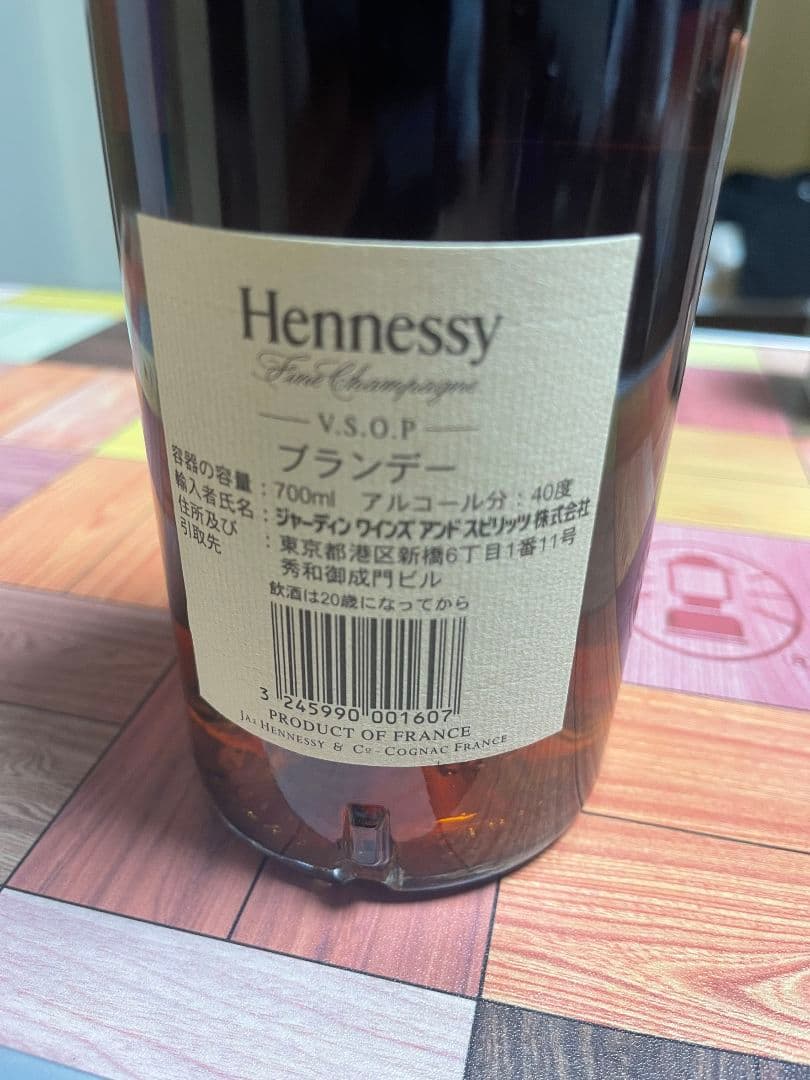 Hennessy
Fine Champagne
V.S.O.P
ブランデー
容器の容量:700ml アルコール分:40度
輸入者氏名:ジャーディン ワインズ アンド スピリッツ 株式会社
住所及び
引取先:東京都港区新橋6丁目1番11号
秀和御成門ビル
飲酒は20歳になってから
3 245990 001607
PRODUCT OF FRANCE
JAs HENNESSY & Co - COGNAC FRANCE